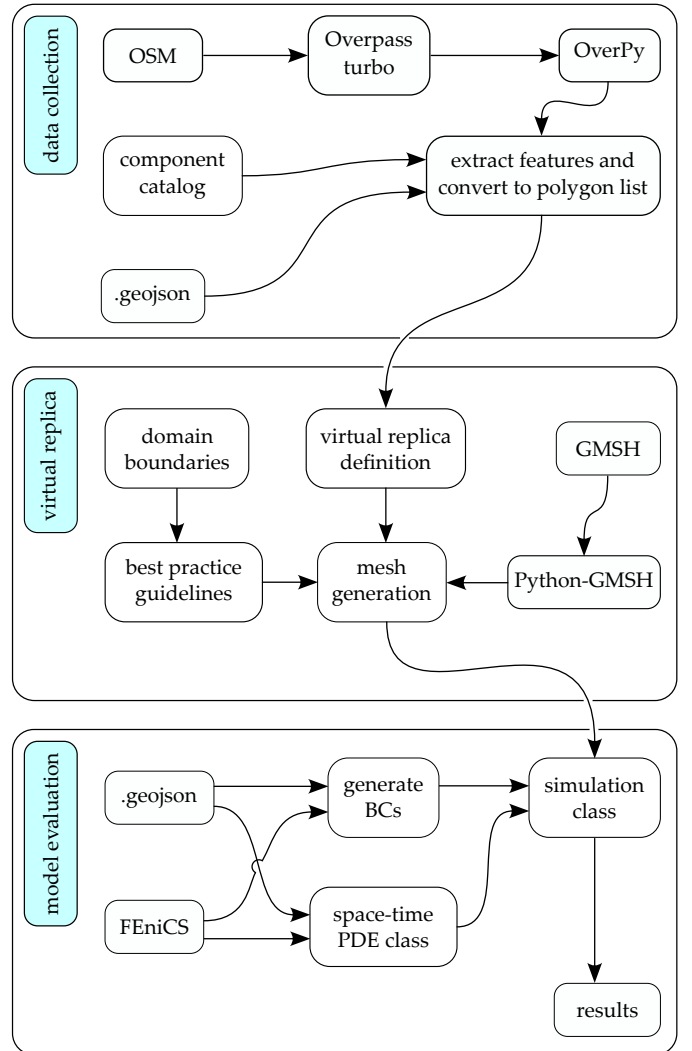 data collection
OSM
Overpass
turbo
OverPy
component
catalog
extract features and
convert to polygon list
.geojson
virtual replica
domain
boundaries
virtual replica
definition
GMSH
best practice
guidelines
mesh
generation
Python-GMSH
model evaluation
.geojson
generate
BCs
simulation
class
FEniCS
space-time
PDE class
results